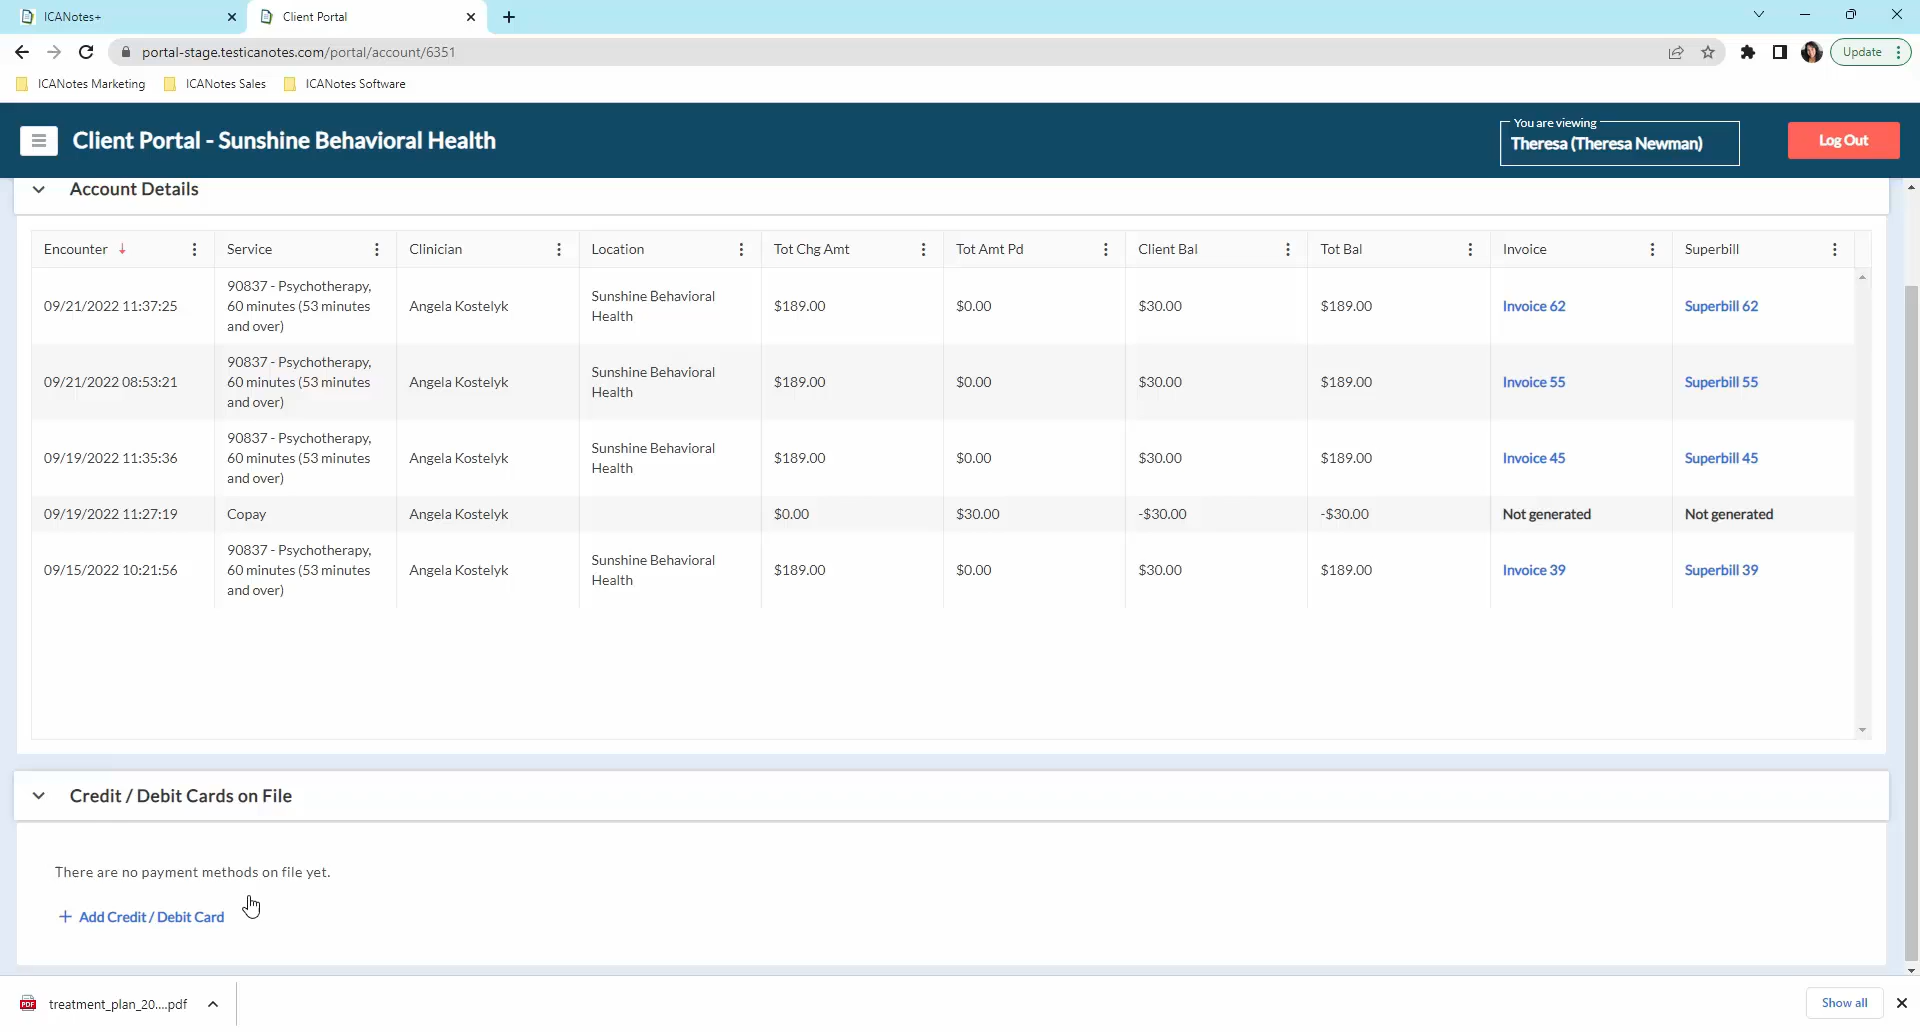 ICANotes+
Client Portal
portal-stage.testicanotes.com/portal/account/6351
Update
ICANotes Marketing
ICANotes Sales
ICANotes Software
Client Portal - Sunshine Behavioral Health
You are viewing
Theresa (Theresa Newman)
Log Out
Account Details
Encounter Service Clinician Location Tot Chg Amt Tot Amt Pd Client Bal Tot Bal Invoice Superbill
90837 - Psychotherapy,
60 minutes (53 minutes
and over)
09/21/2022 11:37:25 Angela Kostelyk
Sunshine Behavioral
Health
$189.00 $0.00 $30.00 $189.00 Invoice 62 Superbill 62
90837 - Psychotherapy,
60 minutes (53 minutes
and over)
09/21/2022 08:53:21 Angela Kostelyk
Sunshine Behavioral
Health
$189.00 $0.00 $30.00 $189.00 Invoice 55 Superbill 55
90837 - Psychotherapy,
60 minutes (53 minutes
and over)
09/19/2022 11:35:36 Angela Kostelyk
Sunshine Behavioral
Health
$189.00 $0.00 $30.00 $189.00 Invoice 45 Superbill 45
09/19/2022 11:27:19 Copay Angela Kostelyk $0.00 $30.00 -$30.00 -$30.00 Not generated Not generated
90837 - Psychotherapy,
60 minutes (53 minutes
and over)
09/15/2022 10:21:56 Angela Kostelyk
Sunshine Behavioral
Health
$189.00 $0.00 $30.00 $189.00 Invoice 39 Superbill 39
Credit / Debit Cards on File
There are no payment methods on file yet.
+ Add Credit / Debit Card
PDF
treatment_plan_20....pdf
Show all